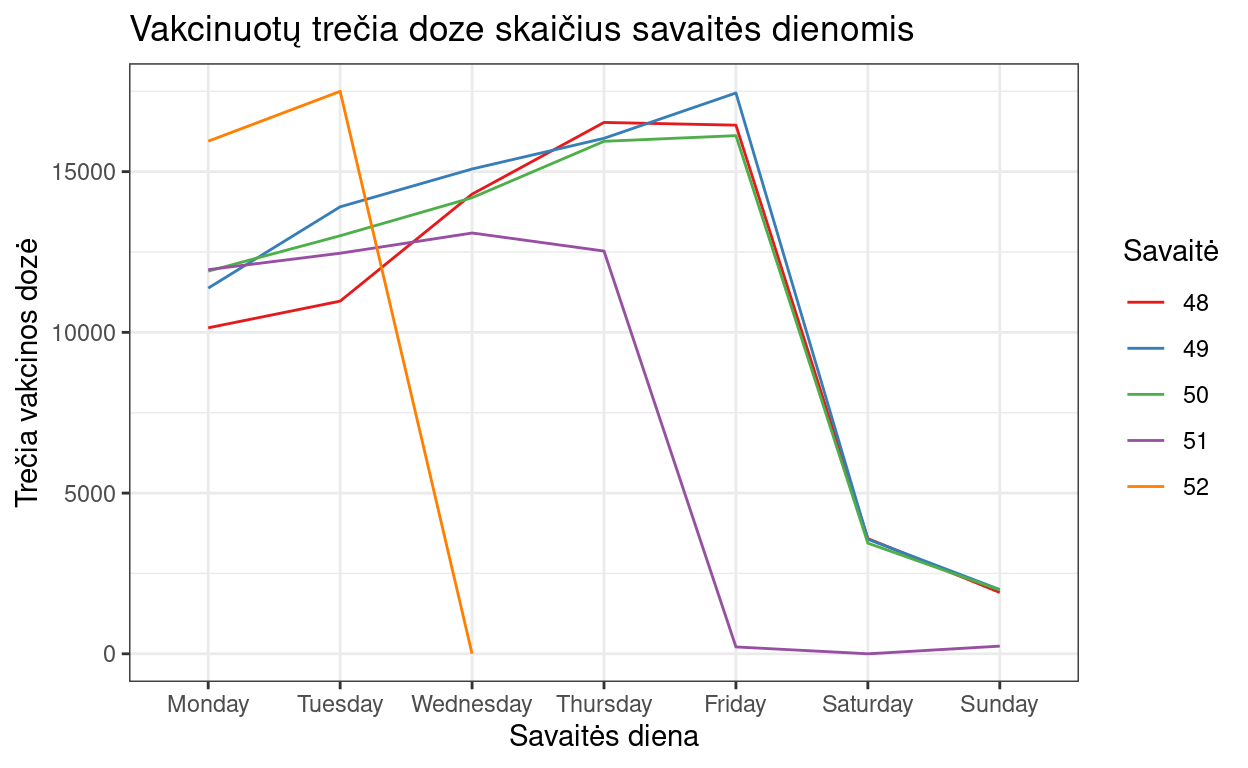 Vakcinuotų trečia doze skaičius savaitės dienomis
Trečia vakcinos dozė
15000
10000
5000
0
Monday Tuesday Wednesday Thursday Friday Saturday Sunday
Savaitės diena
Savaitė
48
49
50
51
52